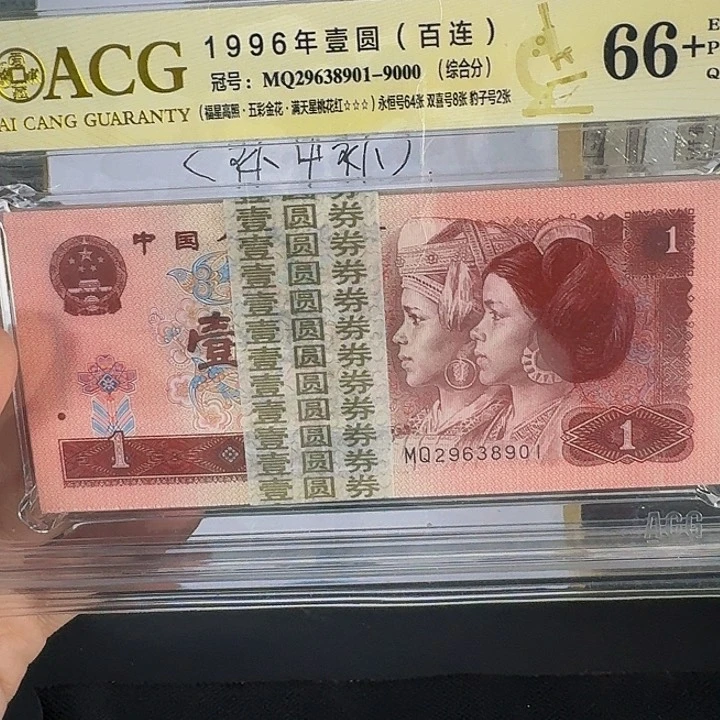 ACG
1996年壹圆（百连）
冠号：MQ29638901-9000 （综合分）
66+
E
P
Q
AI CANG GUARANTY
（福星高照·五彩金花·满天星桃花红☆☆☆）永恒号64张 双喜号8张 豹子号2张
中国
壹
1
1
1
MQ29638901
壹 圆 券
壹 圆 券
壹 圆 券
壹 圆 券
壹 圆 券
壹 圆 券
壹 圆 券
壹 圆 券
壹 圆 券
壹 圆 券
壹 圆 券
ACG